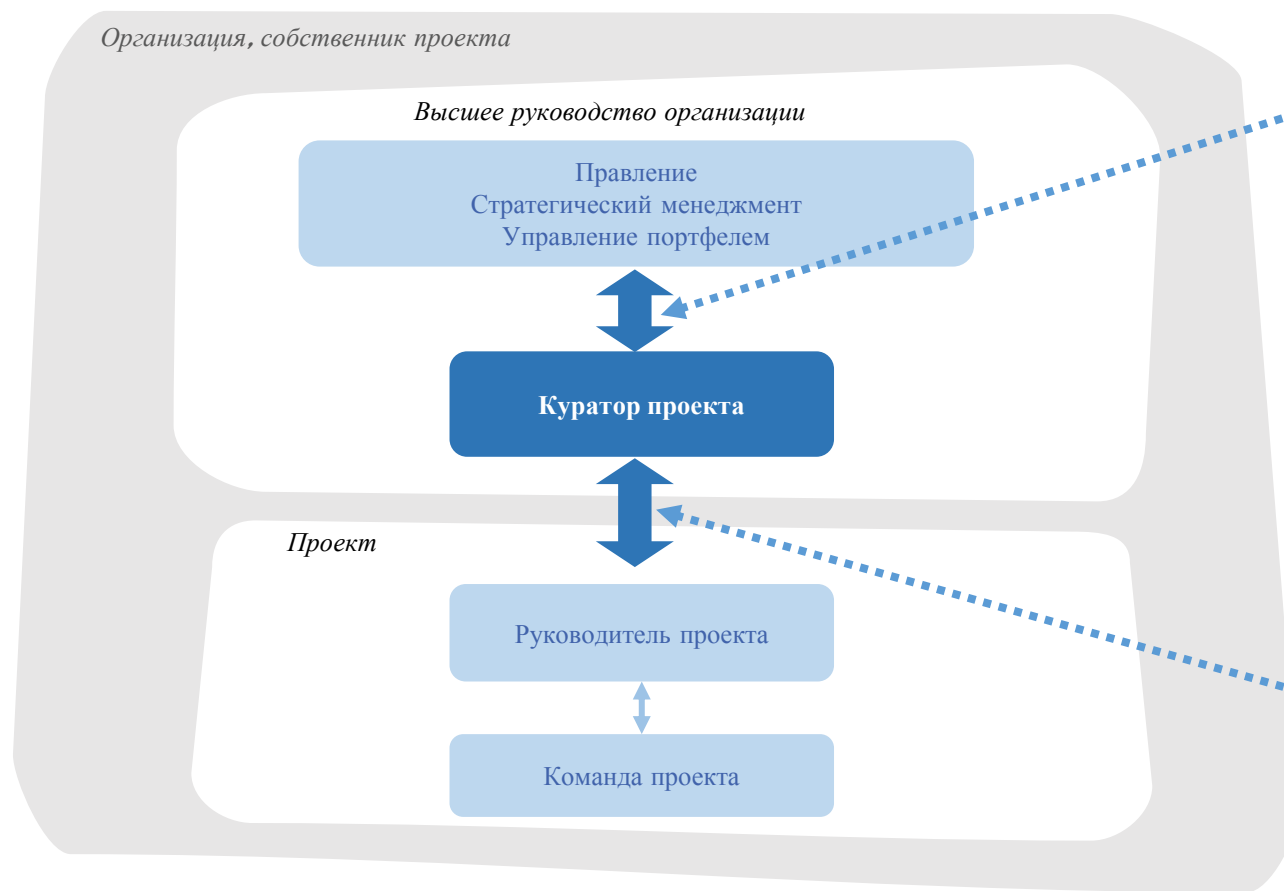 Организация, собственник проекта
Высшее руководство организации
Правление
Стратегический менеджмент
Управление портфелем
Куратор проекта
Проект
Руководитель проекта
Команда проекта